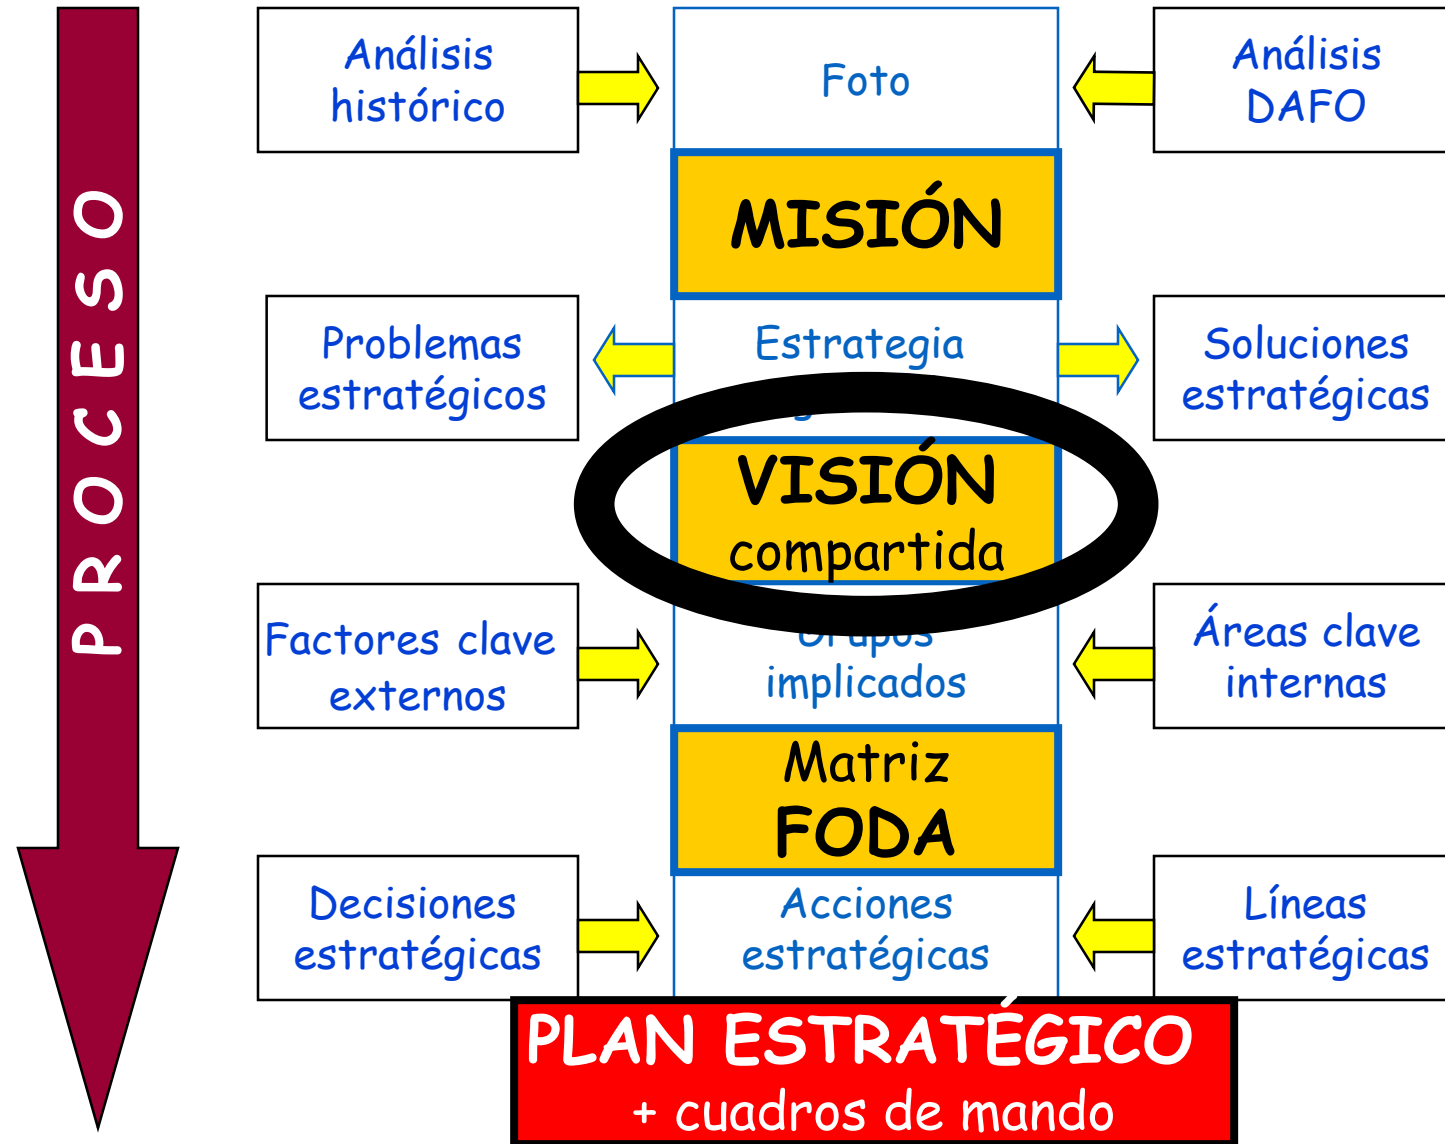 PROCESO
Análisis
histórico
Foto
Análisis
DAFO
MISIÓN
Problemas
estratégicos
Estrategia
Soluciones
estratégicas
VISIÓN
compartida
Factores clave
externos
Grupos
implicados
Áreas clave
internas
Matriz
FODA
Decisiones
estratégicas
Acciones
estratégicas
Líneas
estratégicas
PLAN ESTRATÉGICO
+ cuadros de mando